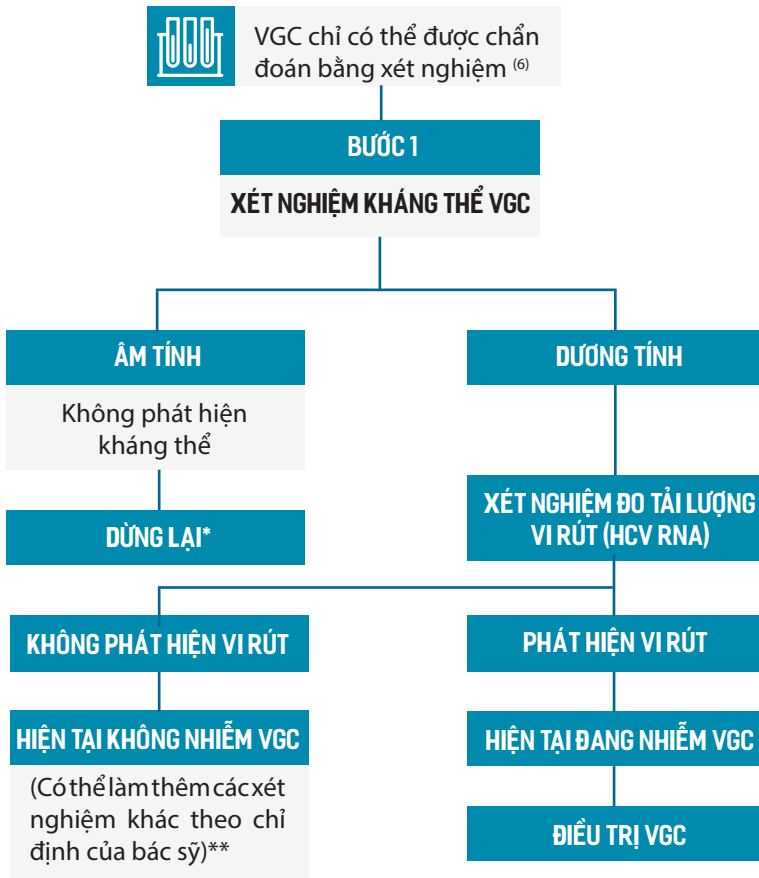 VGC chỉ có thể được chẩn
đoán bằng xét nghiệm (6)
BƯỚC 1
XÉT NGHIỆM KHÁNG THỂ VGC
ÂM TÍNH
DƯƠNG TÍNH
Không phát hiện
kháng thể
XÉT NGHIỆM ĐO TẢI LƯỢNG
VI RÚT (HCV RNA)
DỪNG LẠI*
KHÔNG PHÁT HIỆN VI RÚT
PHÁT HIỆN VI RÚT
HIỆN TẠI KHÔNG NHIỄM VGC
HIỆN TẠI ĐANG NHIỄM VGC
(Có thể làm thêm các xét
nghiệm khác theo chỉ
định của bác sỹ)**
ĐIỀU TRỊ VGC